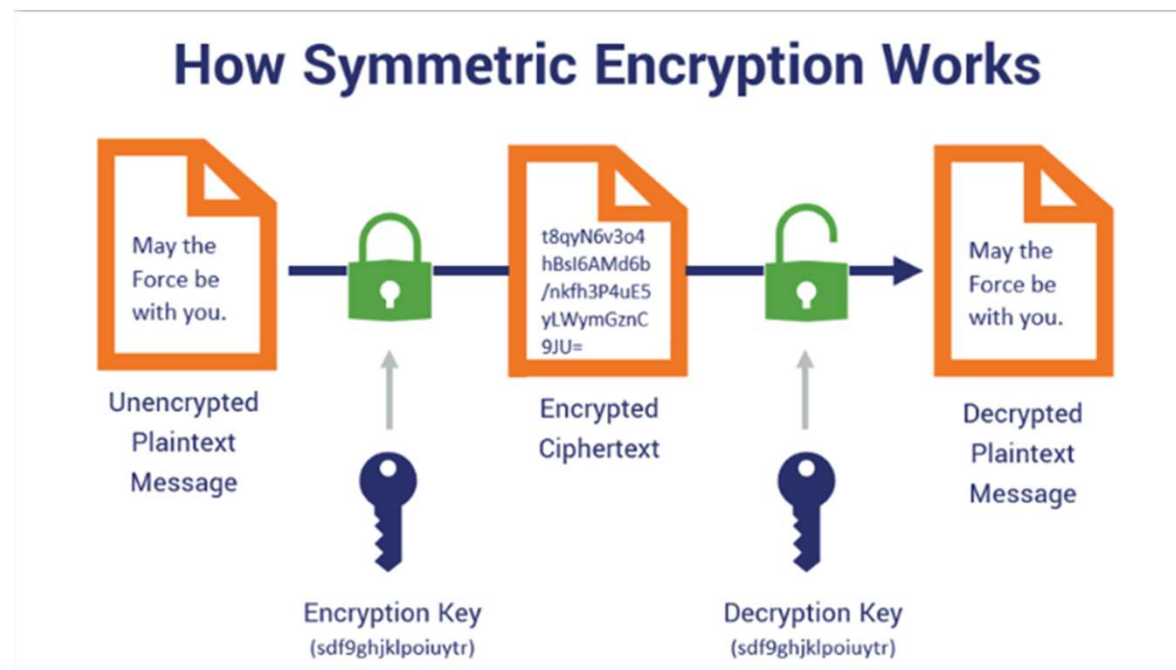 How Symmetric Encryption Works
May the
Force be
with you.
Unencrypted
Plaintext
Message
t8qyN6v3o4
hBsI6AMd6b
/nkfh3P4uE5
yLWymGznC
9JU=
Encrypted
Ciphertext
May the
Force be
with you.
Decrypted
Plaintext
Message
Encryption Key
(sdf9ghjklpoiuytr)
Decryption Key
(sdf9ghjklpoiuytr)